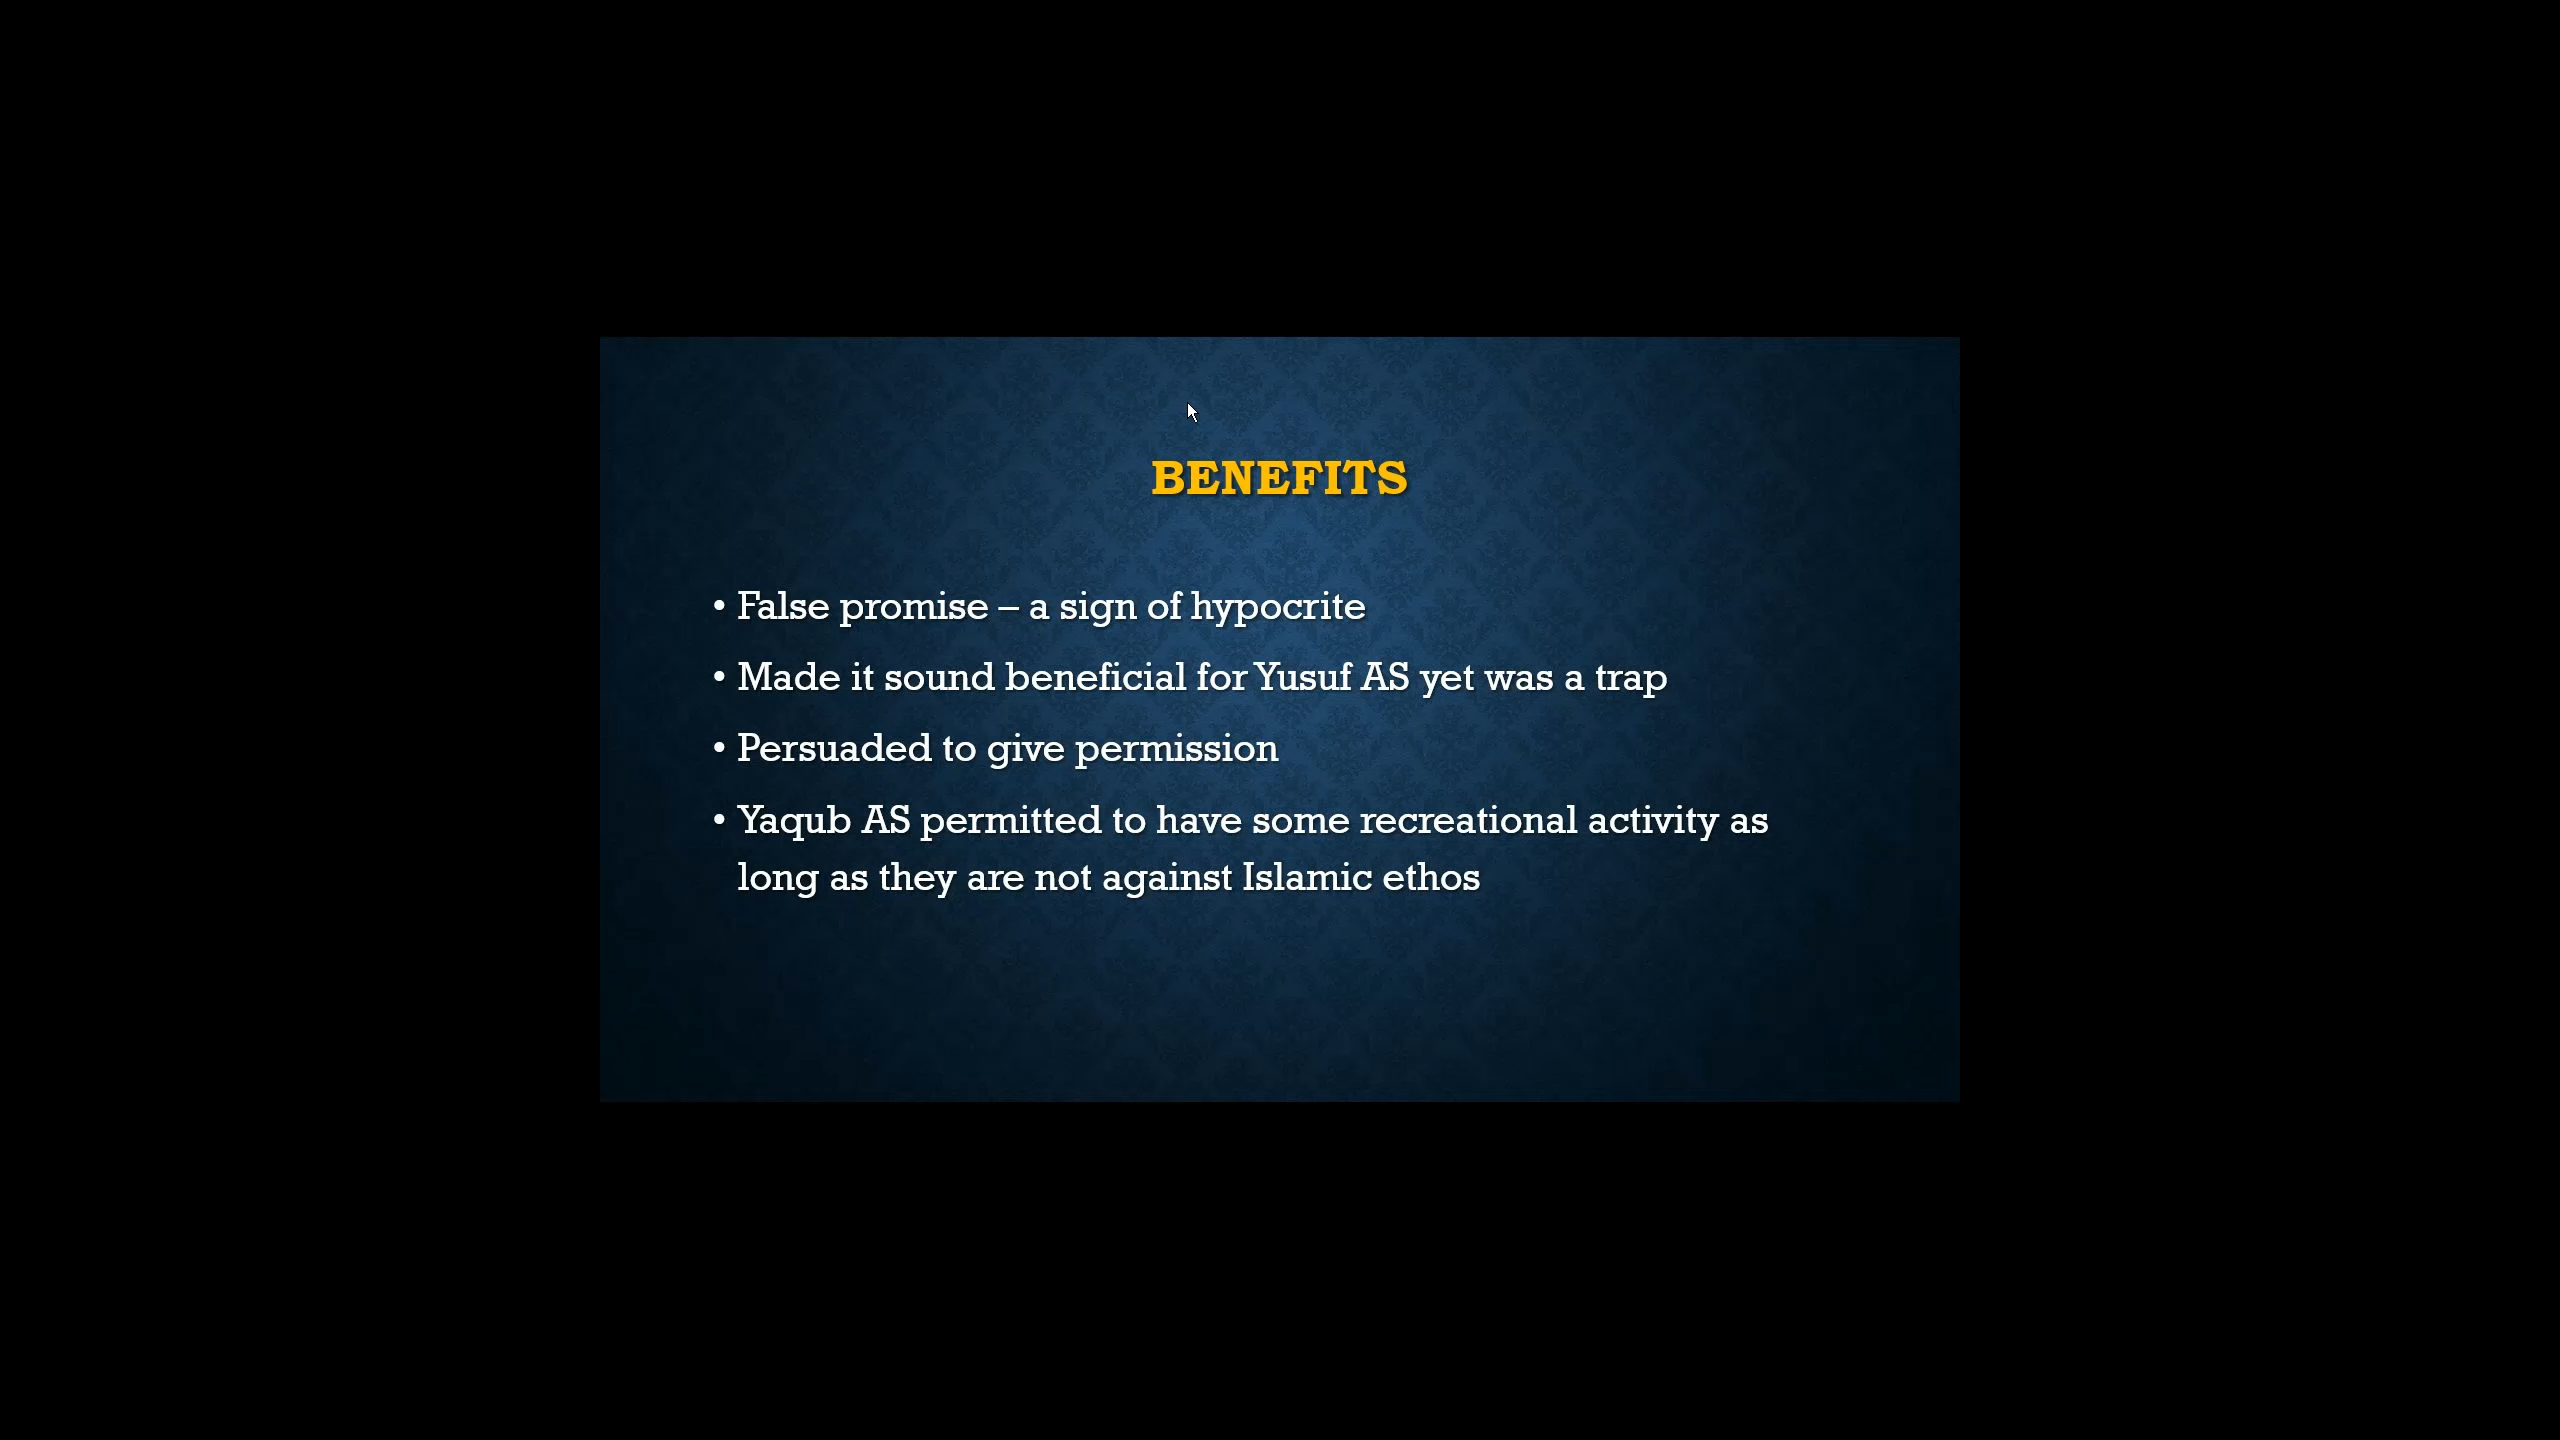 BENEFITS
• False promise – a sign of hypocrite
• Made it sound beneficial for Yusuf AS yet was a trap
• Persuaded to give permission
• Yaqub AS permitted to have some recreational activity as
long as they are not against Islamic ethos